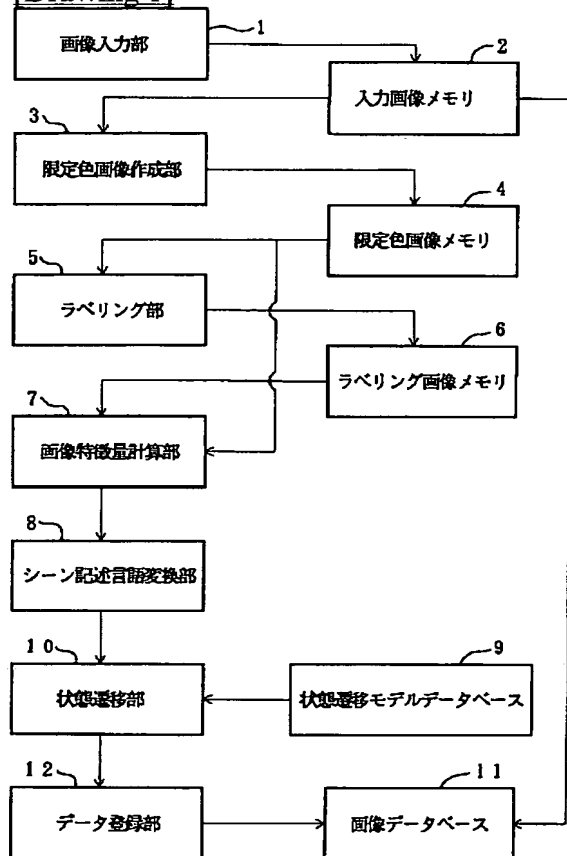 1
画像入力部
2
入力画像メモリ
3
限定色画像作成部
4
限定色画像メモリ
5
ラベリング部
6
ラベリング画像メモリ
7
画像特徴量計算部
8
シーン記述言語変換部
10
状態遷移部
9
状態遷移モデルデータベース
12
データ登録部
11
画像データベース